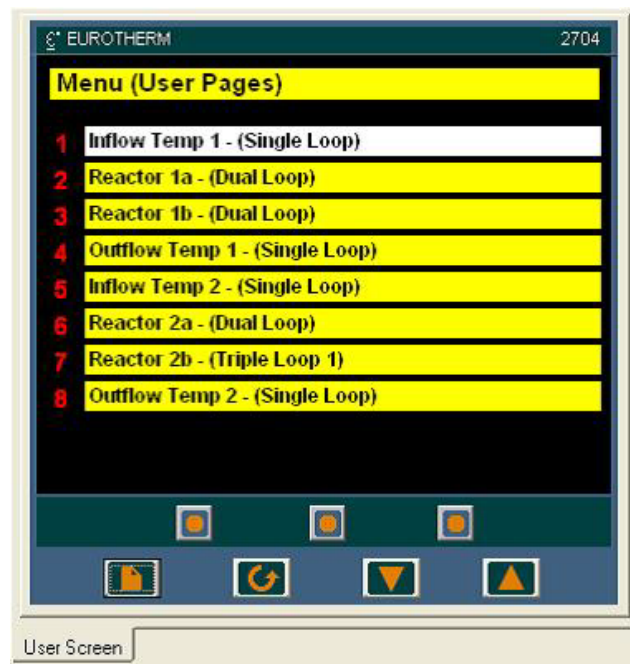 EUROTHERM 2704
Menu (User Pages)
1 Inflow Temp 1 - (Single Loop)
2 Reactor 1a - (Dual Loop)
3 Reactor 1b - (Dual Loop)
4 Outflow Temp 1 - (Single Loop)
5 Inflow Temp 2 - (Single Loop)
6 Reactor 2a - (Dual Loop)
7 Reactor 2b - (Triple Loop 1)
8 Outflow Temp 2 - (Single Loop)
User Screen